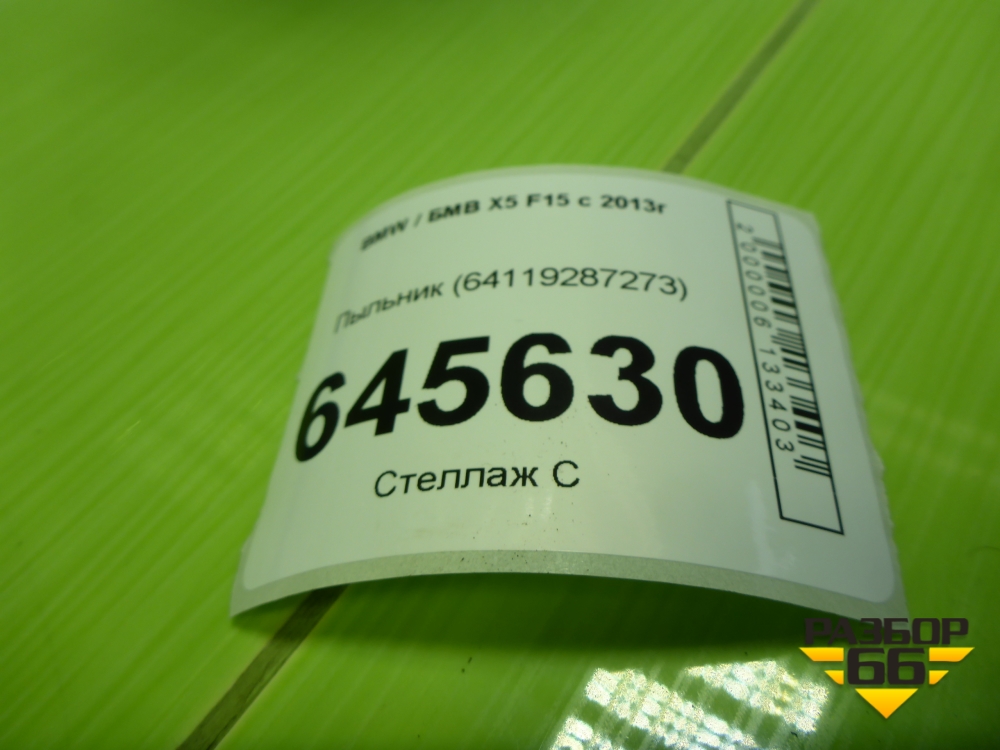 BMW / БМВ X5 F15 с 2013г
Пыльник (64119287273)
645630
Стеллаж С
2000006133403
РАЗБОР
66